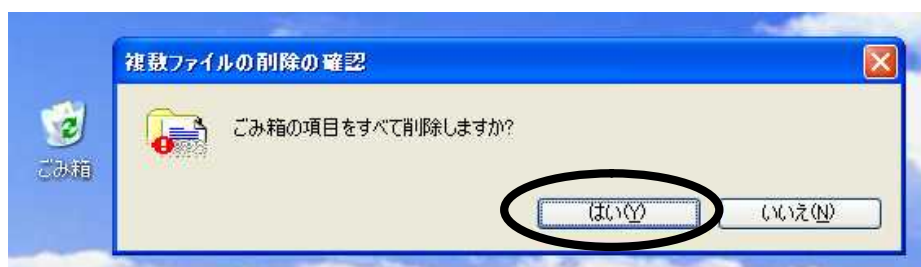 複数ファイルの削除の確認
ごみ箱の項目をすべて削除しますか?
ごみ箱
はい(Y)
いいえ(N)